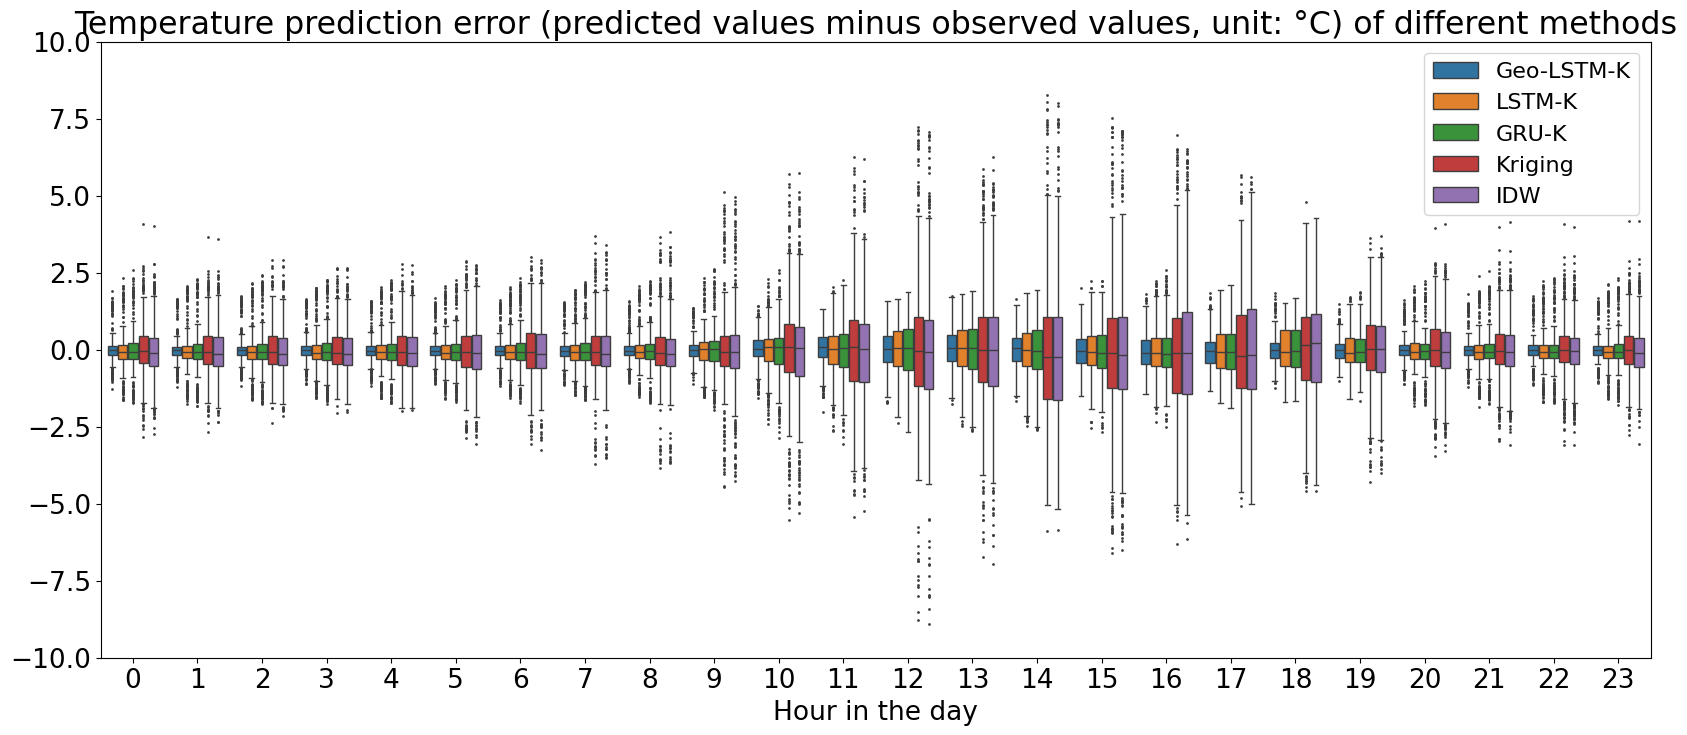 Temperature prediction error (predicted values minus observed values, unit: °C) of different methods
10.0
7.5
5.0
2.5
0.0
−2.5
−5.0
−7.5
−10.0
Geo-LSTM-K
LSTM-K
GRU-K
Kriging
IDW
0 1 2 3 4 5 6 7 8 9 10 11 12 13 14 15 16 17 18 19 20 21 22 23
Hour in the day